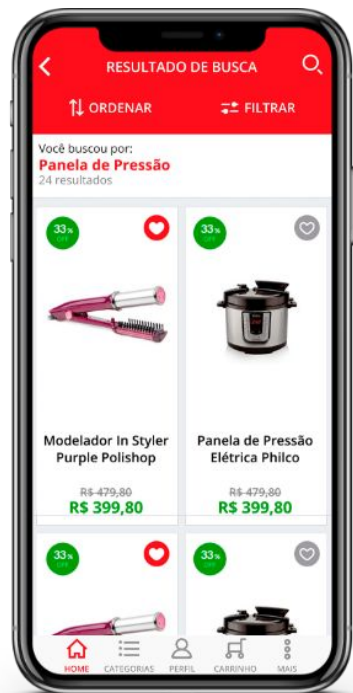 RESULTADO DE BUSCA
ORDENAR
FILTRAR
Você buscou por:
Panela de Pressão
24 resultados
33%
OFF
33%
OFF
Modelador In Styler
Purple Polishop
Panela de Pressão
Elétrica Philco
R$ 479,80
R$ 399,80
R$ 479,80
R$ 399,80
33%
OFF
33%
OFF
HOME
CATEGORIAS
PERFIL
CARRINHO
MAIS